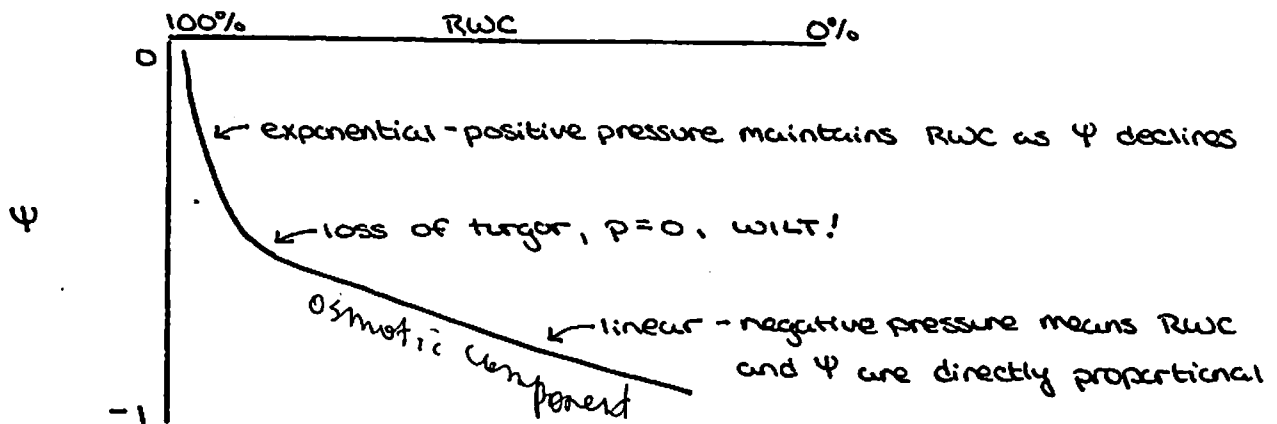 100% RWC 0%
0
← exponential - positive pressure maintains RWC as Ψ declines
Ψ
← loss of turgor, p=0, WILT!
osmotic component
← linear - negative pressure means RWC
and Ψ are directly proportional
-1